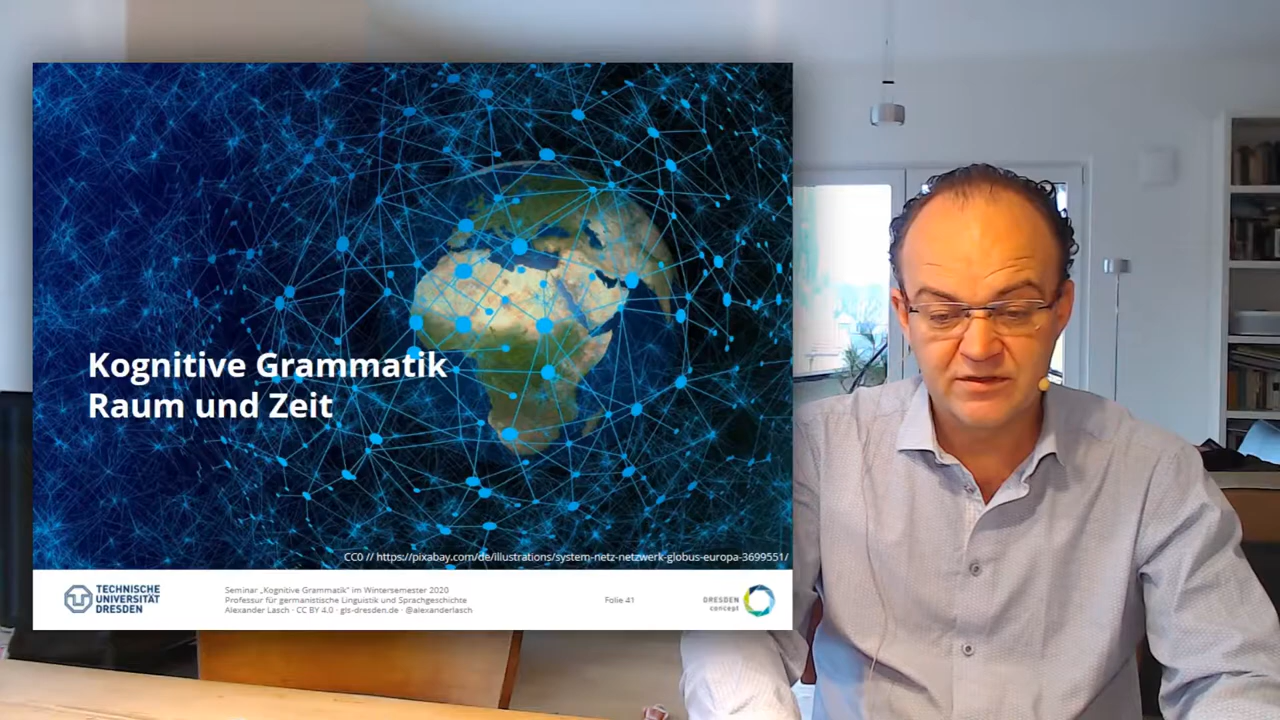 Kognitive Grammatik
Raum und Zeit
CC0 // https://pixabay.com/de/illustrations/system-netz-netzwerk-globus-europa-3699551/
TECHNISCHE
UNIVERSITÄT
DRESDEN
Seminar „Kognitive Grammatik“ im Wintersemester 2020
Professur für germanistische Linguistik und Sprachgeschichte
Alexander Lasch · CC BY 4.0 · gls-dresden.de · @alexanderlasch
Folie 41
DRESDEN
concept